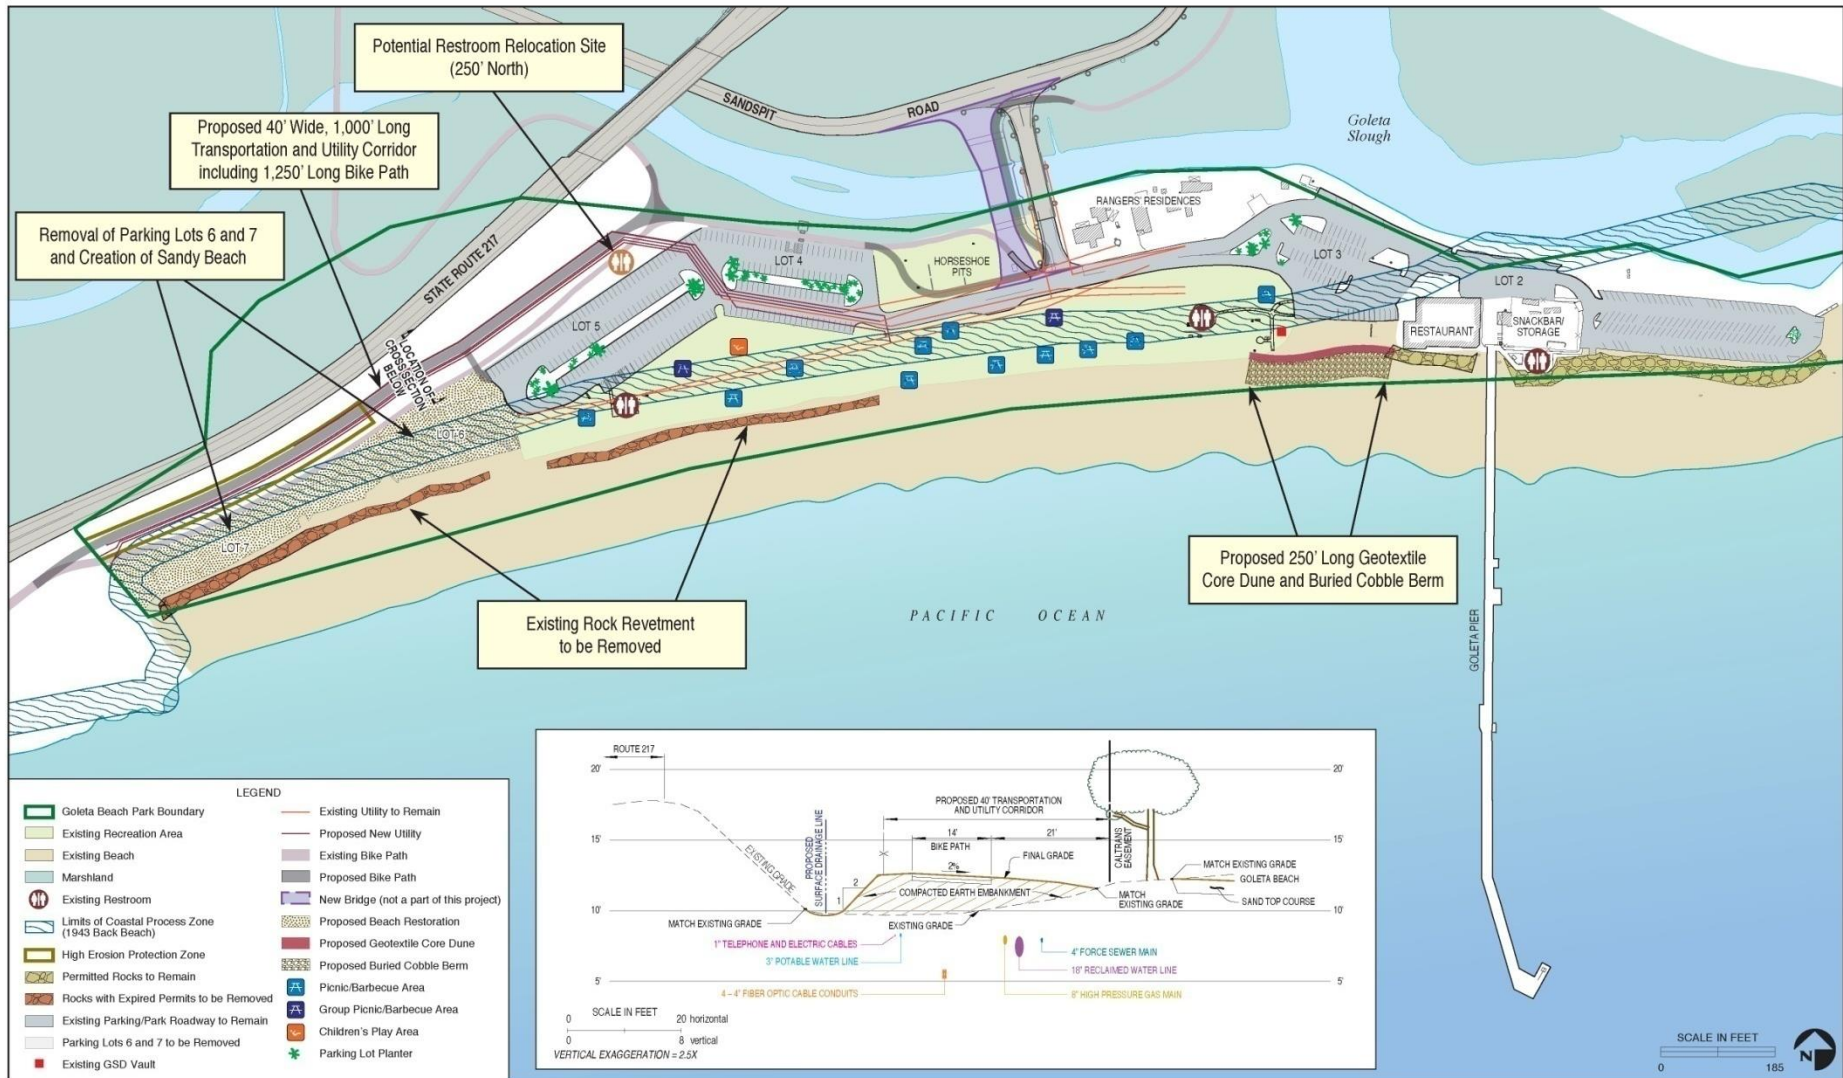 Potential Restroom Relocation Site
(250' North)
Proposed 40' Wide, 1,000' Long
Transportation and Utility Corridor
including 1,250' Long Bike Path
Removal of Parking Lots 6 and 7
and Creation of Sandy Beach
SANDSPIT ROAD
STATE ROUTE 217
Goleta
Slough
RANGERS' RESIDENCES
HORSESHOE
PITS
LOT 4
LOT 5
LOT 3
LOT 2
RESTAURANT
SNACKBAR/
STORAGE
LOCATION OF
CROSS SECTION
BELOW
LOT 6
LOT 7
Existing Rock Revetment
to be Removed
Proposed 250' Long Geotextile
Core Dune and Buried Cobble Berm
PACIFIC OCEAN
GOLETA PIER
LEGEND
Goleta Beach Park Boundary
Existing Recreation Area
Existing Beach
Marshland
Existing Restroom
Limits of Coastal Process Zone
(1943 Back Beach)
High Erosion Protection Zone
Permitted Rocks to Remain
Rocks with Expired Permits to be Removed
Existing Parking/Park Roadway to Remain
Parking Lots 6 and 7 to be Removed
Existing GSD Vault
Existing Utility to Remain
Proposed New Utility
Existing Bike Path
Proposed Bike Path
New Bridge (not a part of this project)
Proposed Beach Restoration
Proposed Geotextile Core Dune
Proposed Buried Cobble Berm
Picnic/Barbecue Area
Group Picnic/Barbecue Area
Children's Play Area
Parking Lot Planter
ROUTE 217
20'
20'
15'
15'
10'
10'
5'
5'
EXISTING GRADE
PROPOSED
SURFACE DRAINAGE LINE
PROPOSED 40' TRANSPORTATION
AND UTILITY CORRIDOR
14'
BIKE PATH
21'
2%
FINAL GRADE
2
1
COMPACTED EARTH EMBANKMENT
CALTRANS
EASEMENT
MATCH EXISTING GRADE
GOLETA BEACH
SAND TOP COURSE
MATCH
EXISTING GRADE
MATCH EXISTING GRADE
EXISTING GRADE
1" TELEPHONE AND ELECTRIC CABLES
3" POTABLE WATER LINE
4 – 4" FIBER OPTIC CABLE CONDUITS
4" FORCE SEWER MAIN
18" RECLAIMED WATER LINE
8" HIGH PRESSURE GAS MAIN
SCALE IN FEET
0 20 horizontal
0 8 vertical
VERTICAL EXAGGERATION = 2.5X
SCALE IN FEET
0 185
N